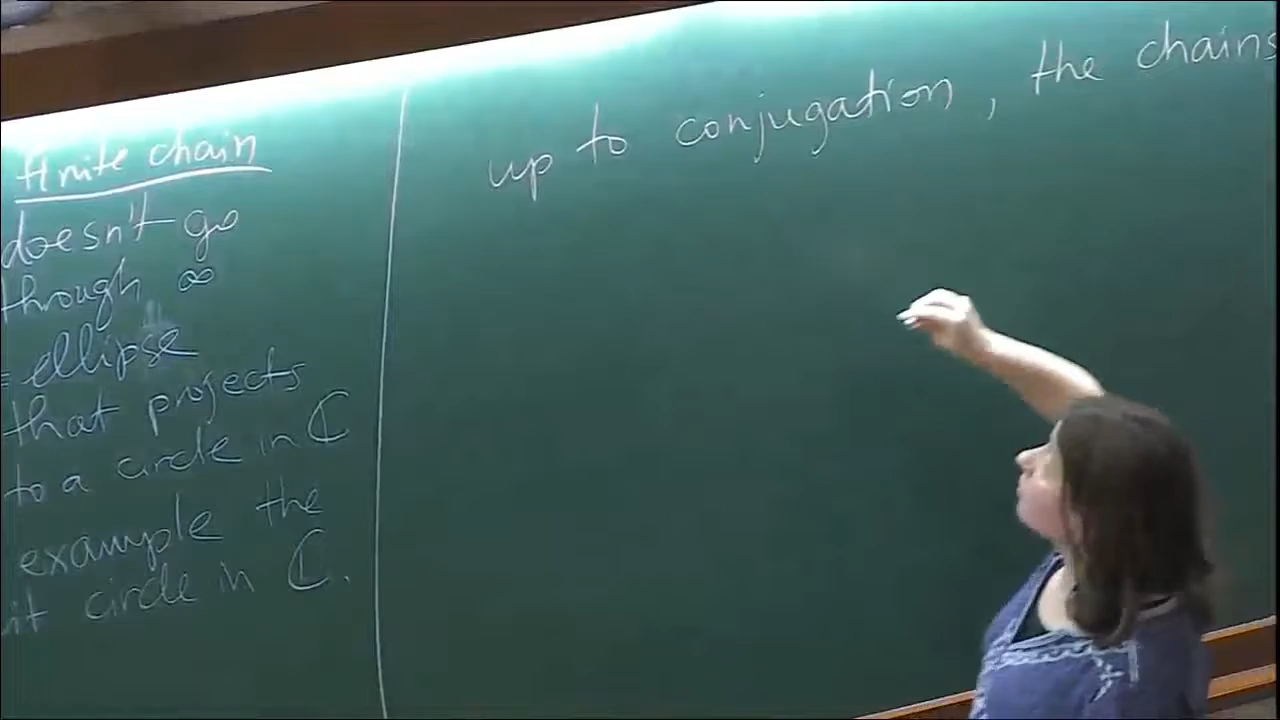 finite chain
doesn't go
through ∞
= ellipse
that projects
to a circle in ℂ
example the
it circle in ℂ.
up to conjugation, the chains